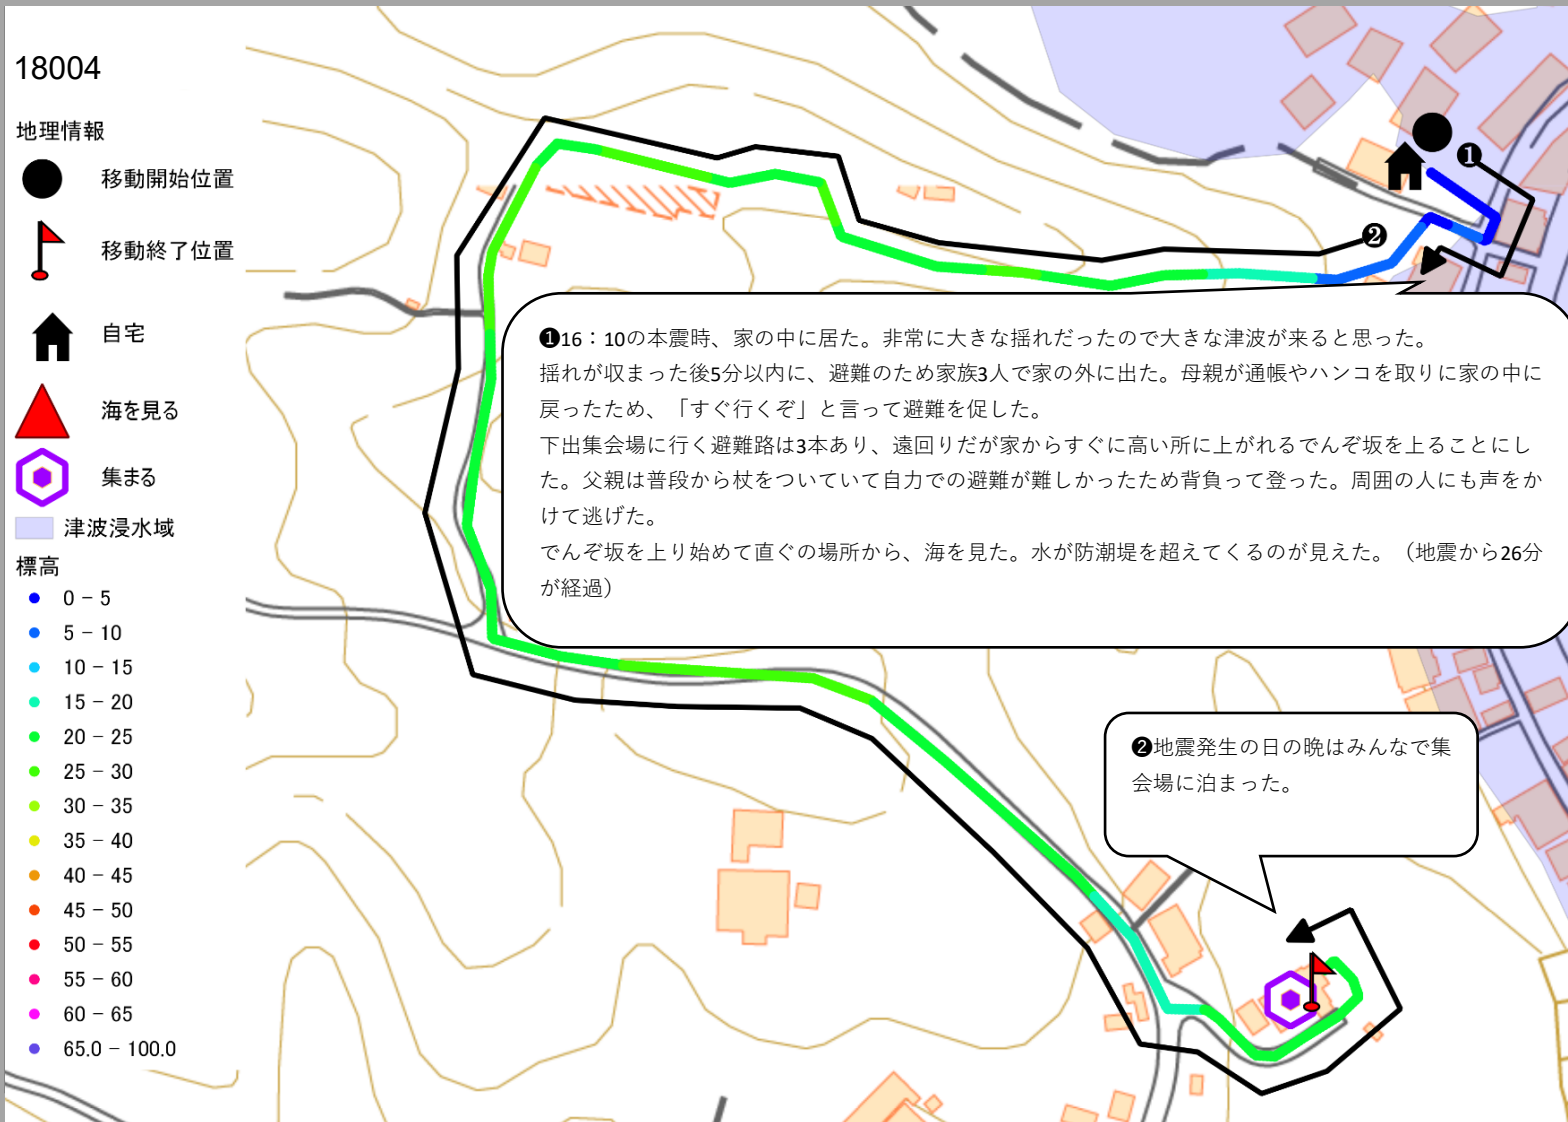 18004
地理情報
移動開始位置
移動終了位置
自宅
海を見る
集まる
津波浸水域
標高
0 - 5
5 - 10
10 - 15
15 - 20
20 - 25
25 - 30
30 - 35
35 - 40
40 - 45
45 - 50
50 - 55
55 - 60
60 - 65
65.0 - 100.0
❶
❷
❶16：10の本震時、家の中に居た。非常に大きな揺れだったので大きな津波が来ると思った。
揺れが収まった後5分以内に、避難のため家族3人で家の外に出た。母親が通帳やハンコを取りに家の中に
戻ったため、「すぐ行くぞ」と言って避難を促した。
下出集会場に行く避難路は3本あり、遠回りだが家からすぐに高い所に上がれるでんぞ坂を上ることにし
た。父親は普段から杖をついていて自力での避難が難しかったため背負って登った。周囲の人にも声をか
けて逃げた。
でんぞ坂を上り始めて直ぐの場所から、海を見た。水が防潮堤を超えてくるのが見えた。（地震から26分
が経過）
❷地震発生の日の晩はみんなで集
会場に泊まった。